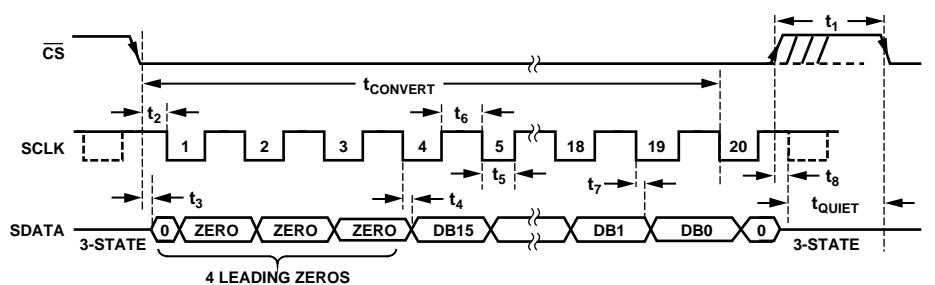 t1
CS
tCONVERT
t2
t6
SCLK
1 2 3 4 5 18 19 20
t5
t8
t3
t4
t7
tQUIET
SDATA
0 ZERO ZERO ZERO DB15 DB1 DB0 0
3-STATE
3-STATE
4 LEADING ZEROS